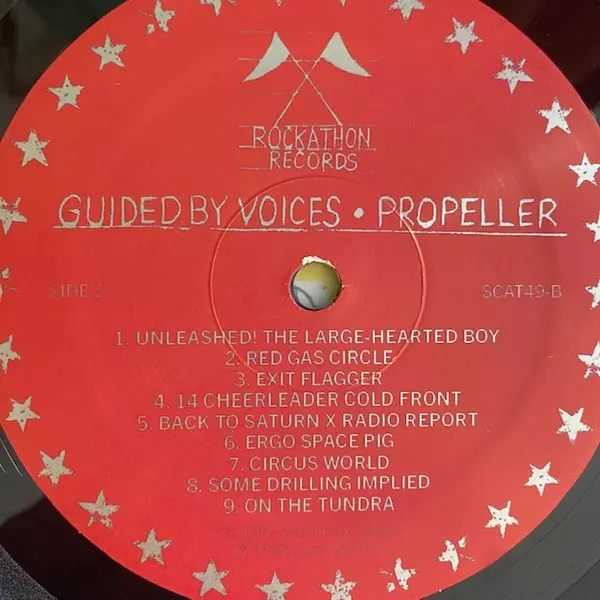 ROCKATHON
RECORDS
GUIDED BY VOICES • PROPELLER
SIDE 2
SCAT49-B
1. UNLEASHED! THE LARGE-HEARTED BOY
2. RED GAS CIRCLE
3. EXIT FLAGGER
4. 14 CHEERLEADER COLD FRONT
5. BACK TO SATURN X RADIO REPORT
6. ERGO SPACE PIG
7. CIRCUS WORLD
8. SOME DRILLING IMPLIED
9. ON THE TUNDRA